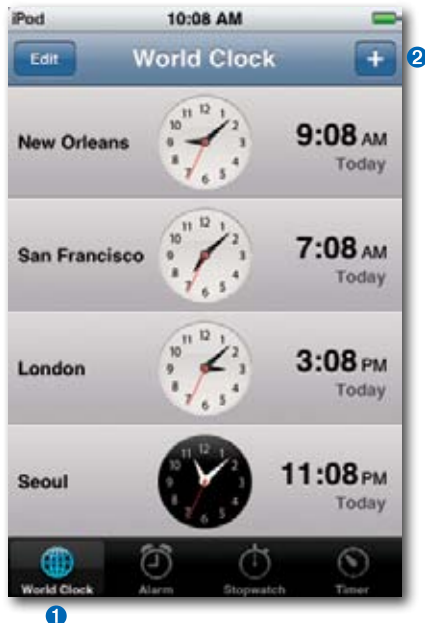 iPod 10:08 AM
Edit World Clock + 2
New Orleans 9:08 AM
Today
San Francisco 7:08 AM
Today
London 3:08 PM
Today
Seoul 11:08 PM
Today
World Clock Alarm Stopwatch Timer
1